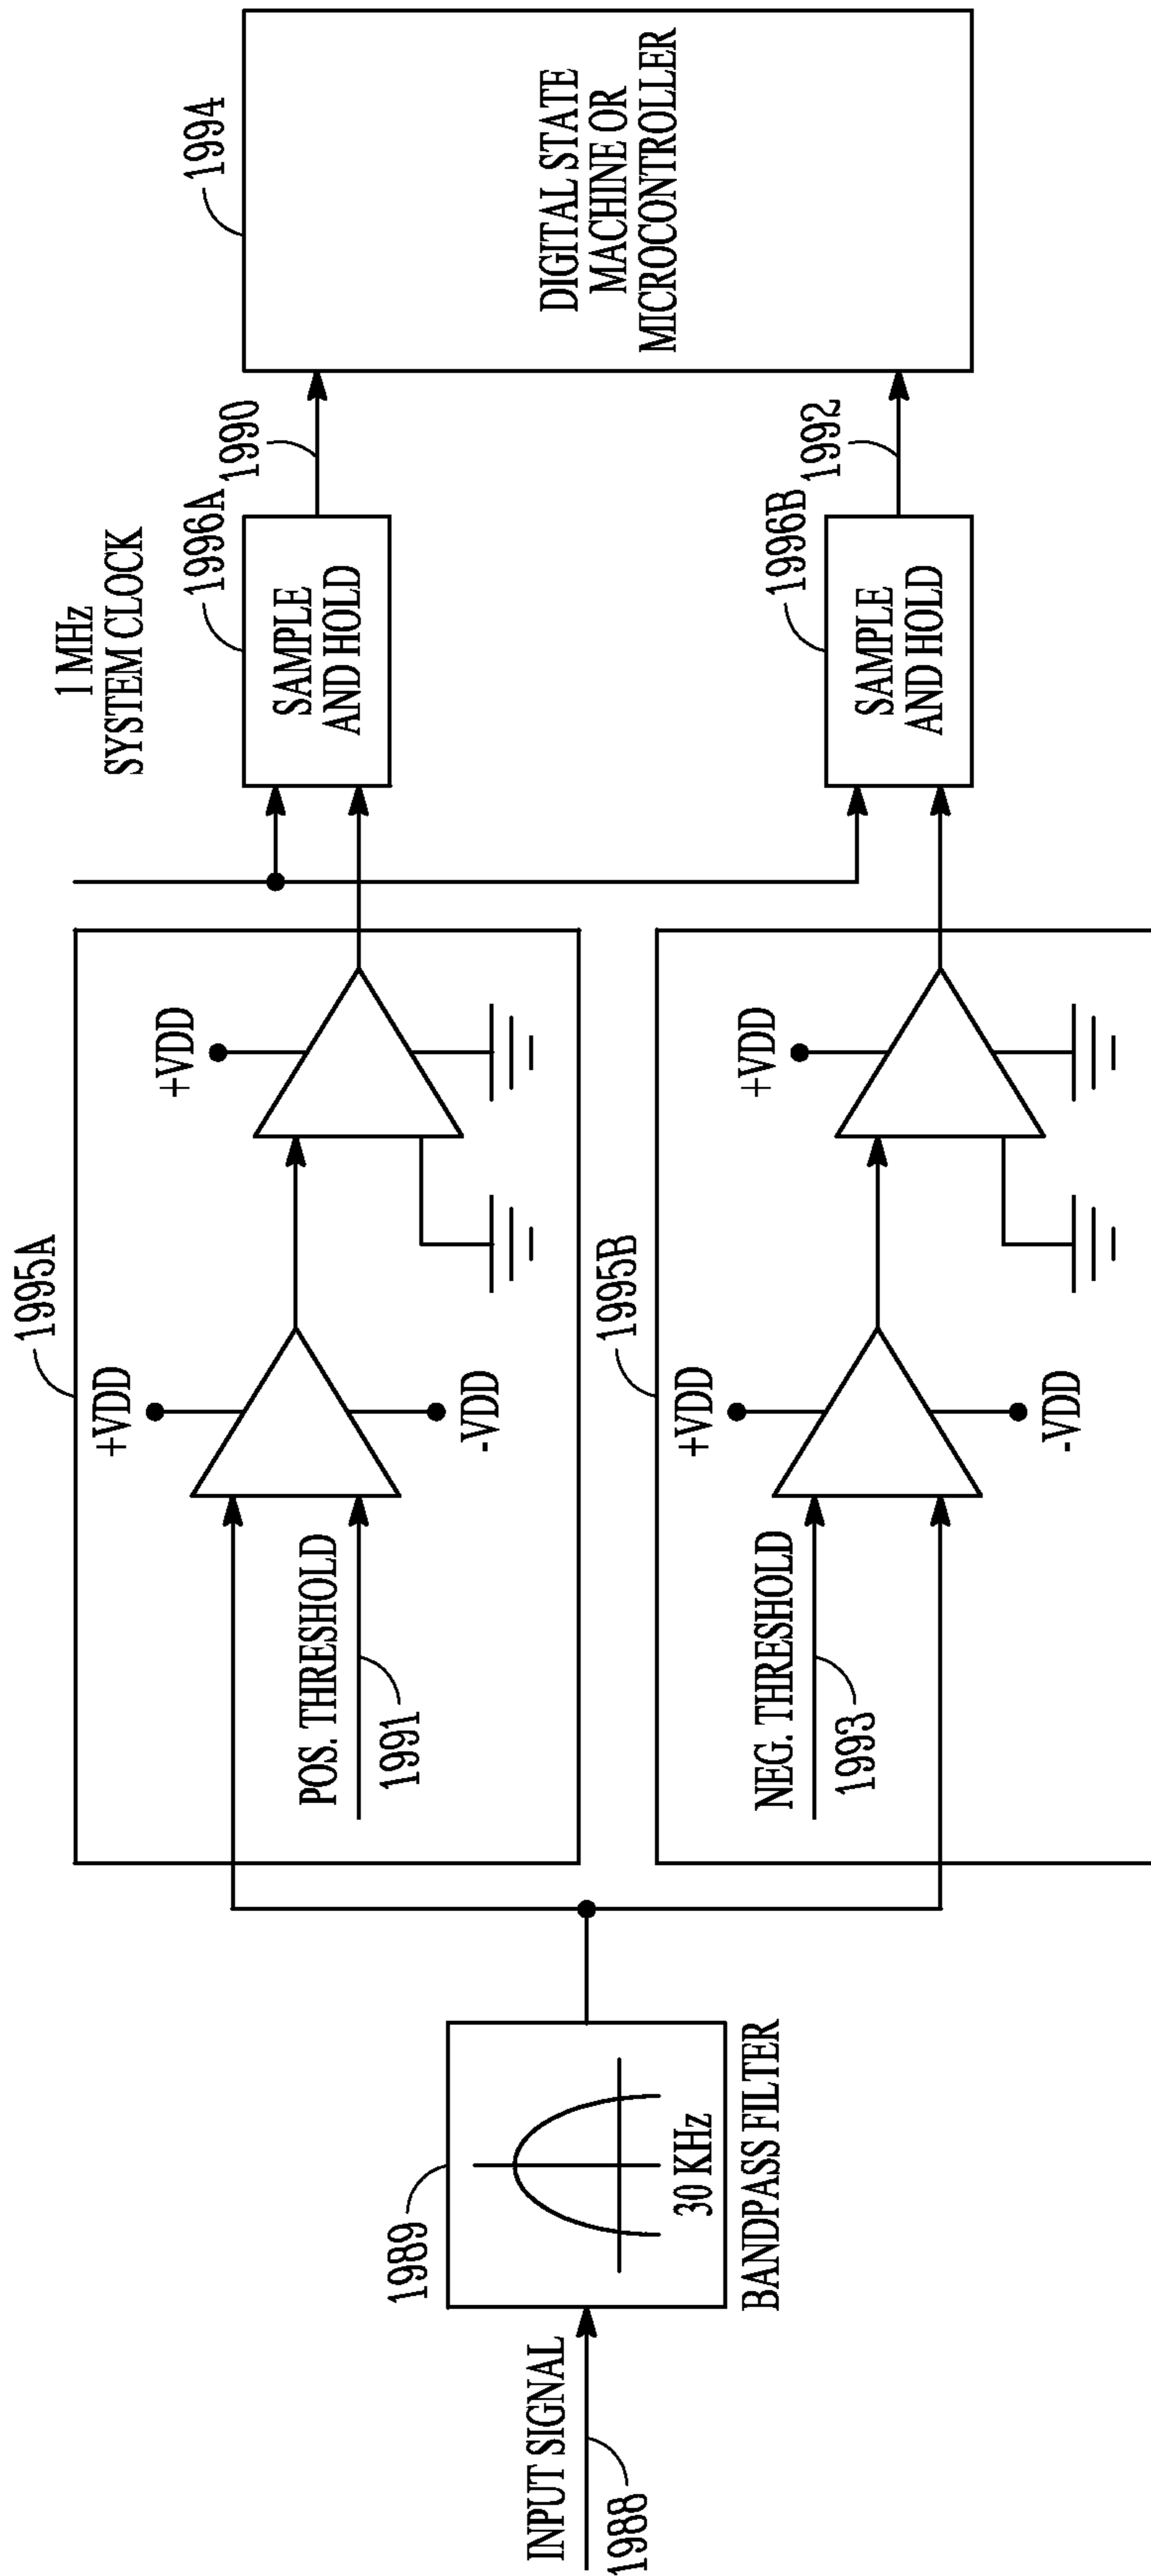 INPUT SIGNAL
1988
1989
30 KHz
BANDPASS FILTER
1995A
+VDD
POS. THRESHOLD
1991
-VDD
+VDD
1995B
+VDD
NEG. THRESHOLD
1993
-VDD
+VDD
1 MHz
SYSTEM CLOCK
1996A
SAMPLE
AND HOLD
1990
1996B
SAMPLE
AND HOLD
1992
1994
DIGITAL STATE
MACHINE OR
MICROCONTROLLER